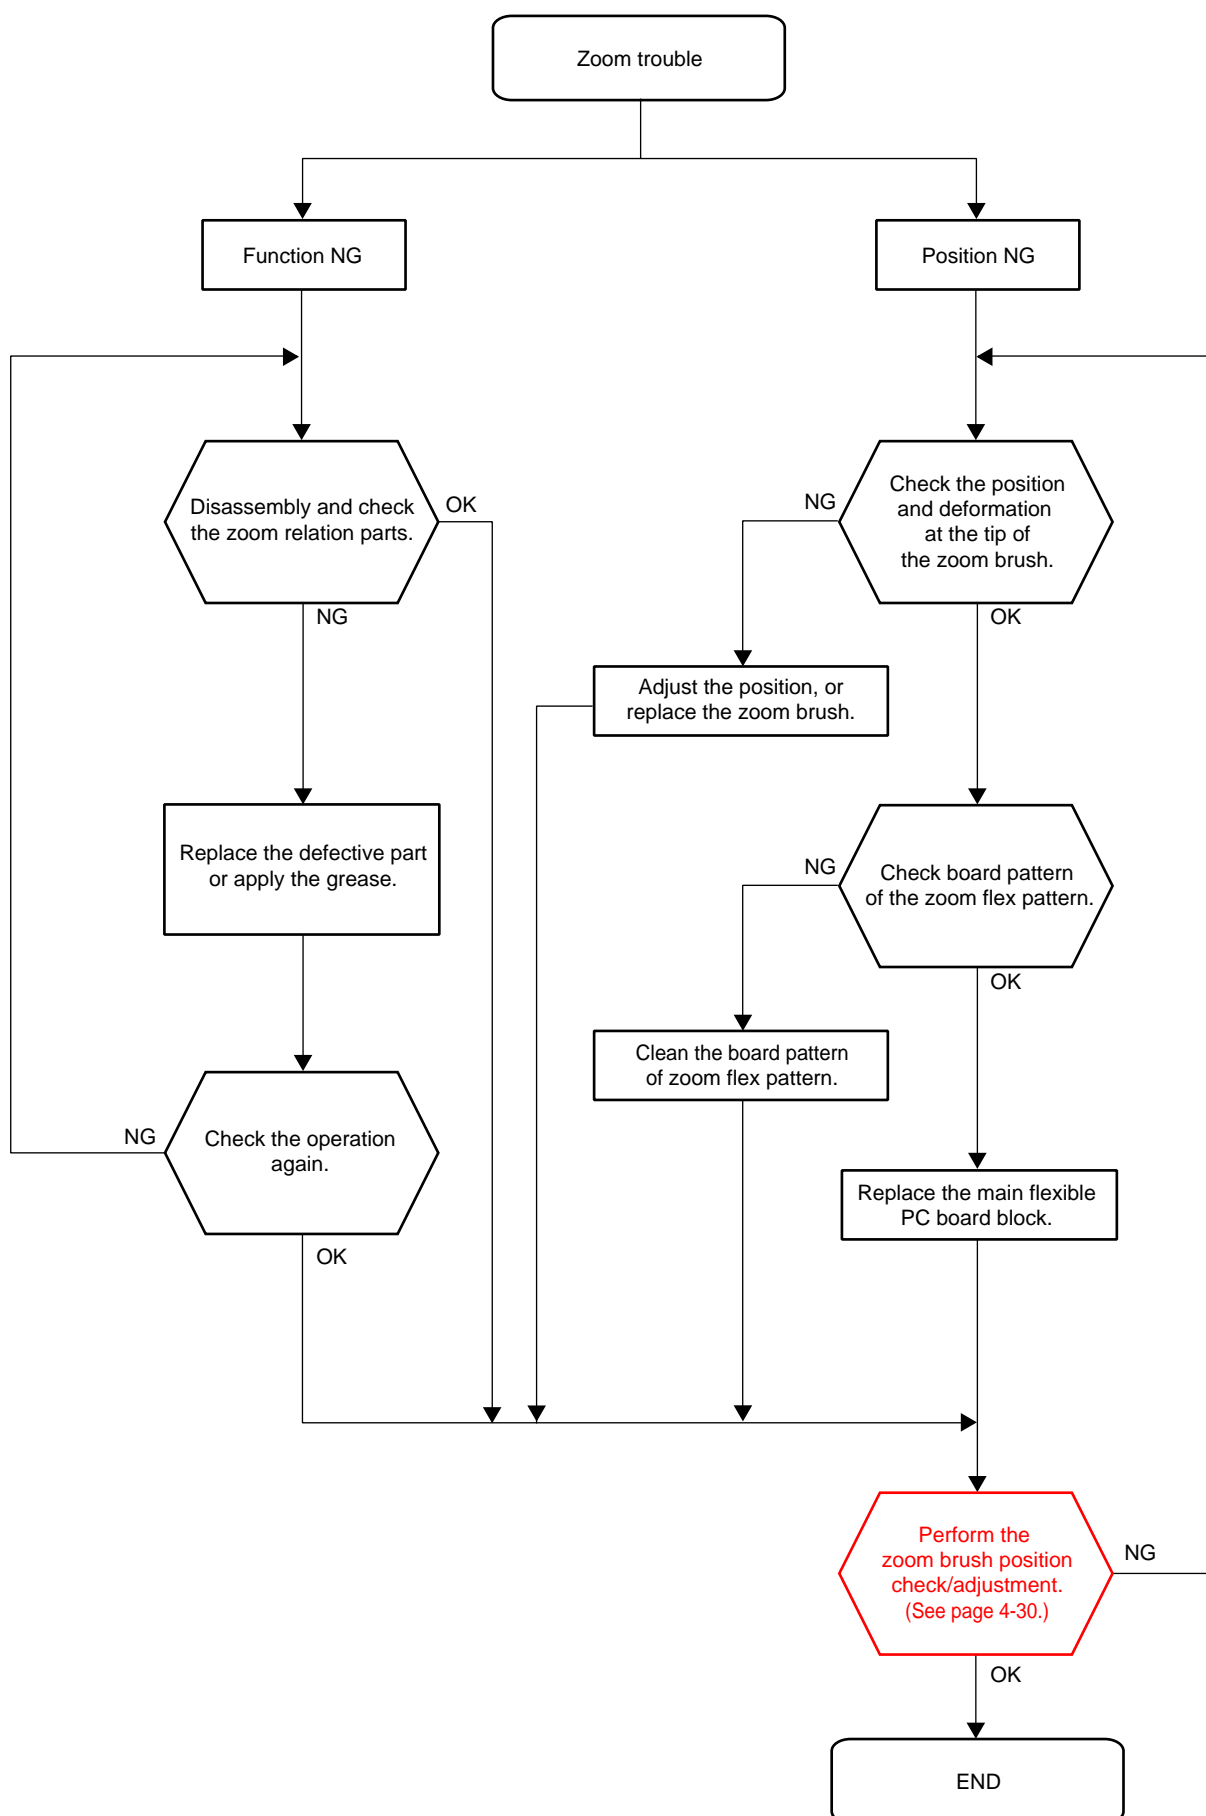 Zoom trouble
Function NG
Position NG
Disassembly and check
the zoom relation parts.
OK
NG
Check the position
and deformation
at the tip of
the zoom brush.
NG
OK
Adjust the position, or
replace the zoom brush.
Replace the defective part
or apply the grease.
NG
Check board pattern
of the zoom flex pattern.
OK
Clean the board pattern
of zoom flex pattern.
NG
Check the operation
again.
OK
Replace the main flexible
PC board block.
Perform the
zoom brush position
check/adjustment.
(See page 4-30.)
NG
OK
END